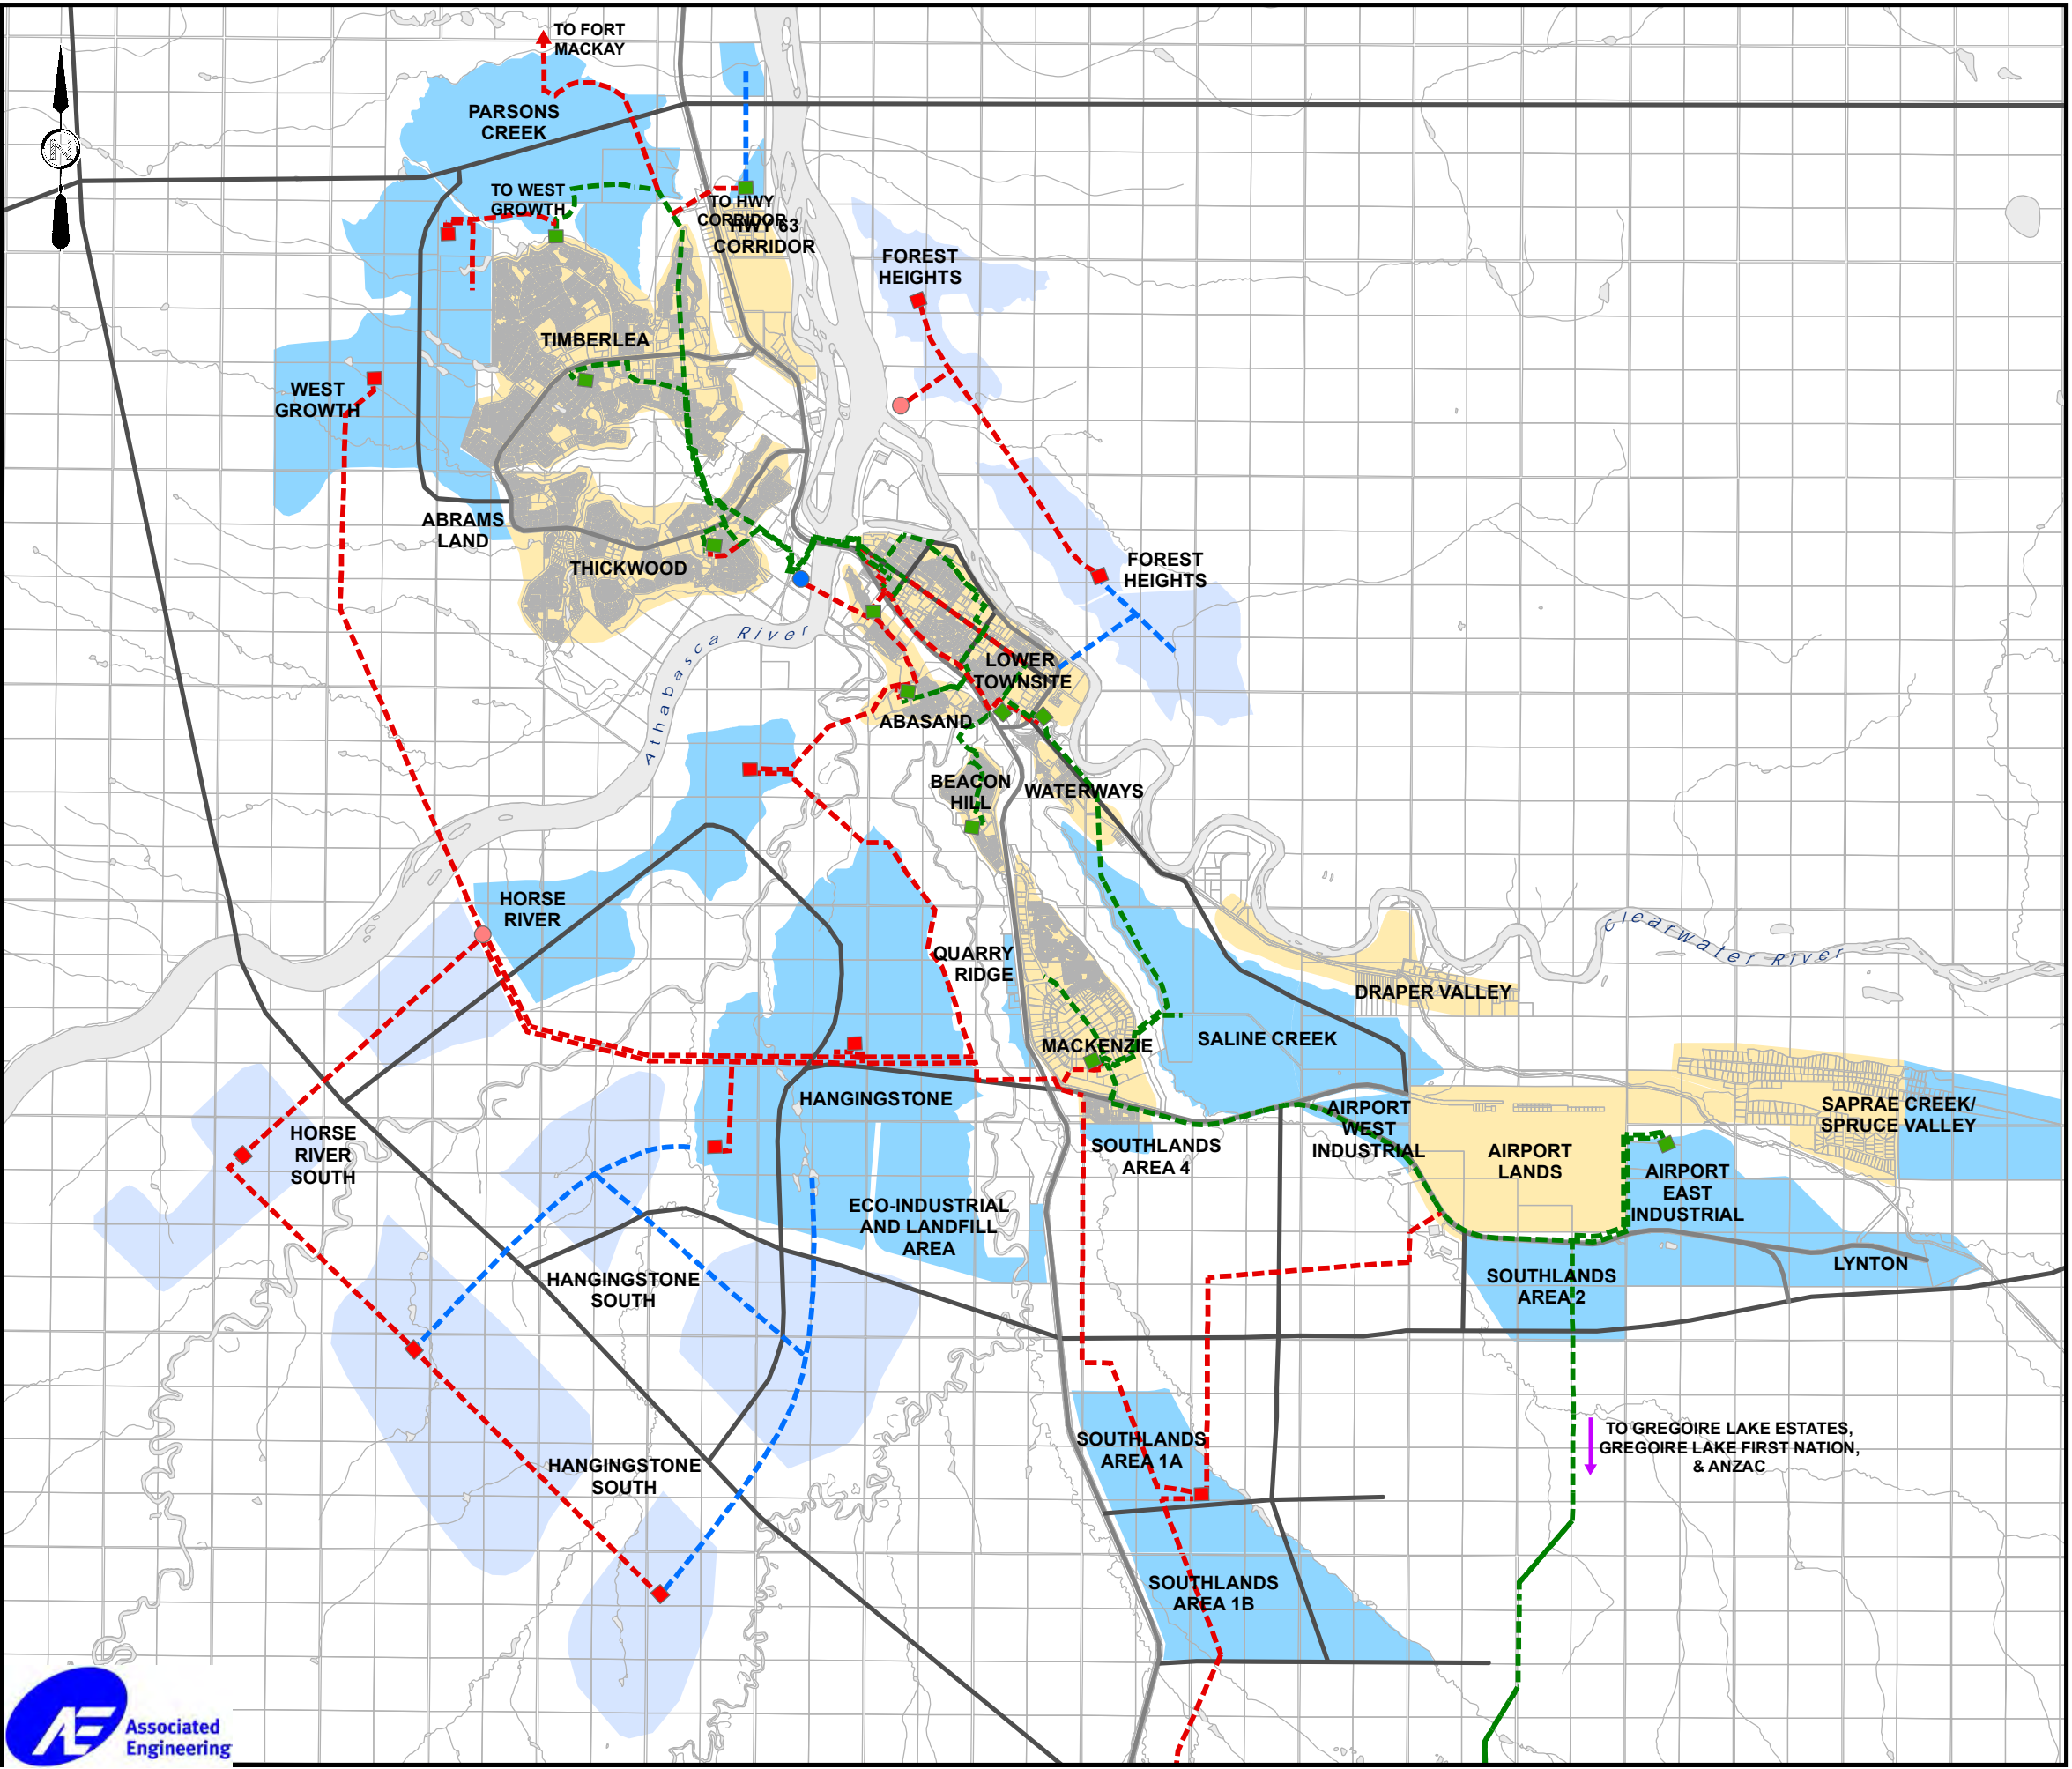 TO FORT
MACKAY
PARSONS
CREEK
N
TO WEST
GROWTH
TO HWY
CORRIDOR
HWY 63
CORRIDOR
FOREST
HEIGHTS
TIMBERLEA
WEST
GROWTH
ABRAMS
LAND
THICKWOOD
FOREST
HEIGHTS
Athabasca River
LOWER
TOWNSITE
ABASAND
BEACON
HILL
WATERWAYS
HORSE
RIVER
QUARRY
RIDGE
Clearwater River
DRAPER VALLEY
SALINE CREEK
MACKENZIE
HANGINGSTONE
AIRPORT
WEST
INDUSTRIAL
SAPRAE CREEK/
SPRUCE VALLEY
HORSE
RIVER
SOUTH
SOUTHLANDS
AREA 4
AIRPORT
LANDS
AIRPORT
EAST
INDUSTRIAL
ECO-INDUSTRIAL
AND LANDFILL
AREA
LYNTON
HANGINGSTONE
SOUTH
SOUTHLANDS
AREA 2
SOUTHLANDS
AREA 1A
TO GREGOIRE LAKE ESTATES,
GREGOIRE LAKE FIRST NATION,
& ANZAC
HANGINGSTONE
SOUTH
SOUTHLANDS
AREA 1B
AE
Associated
Engineering